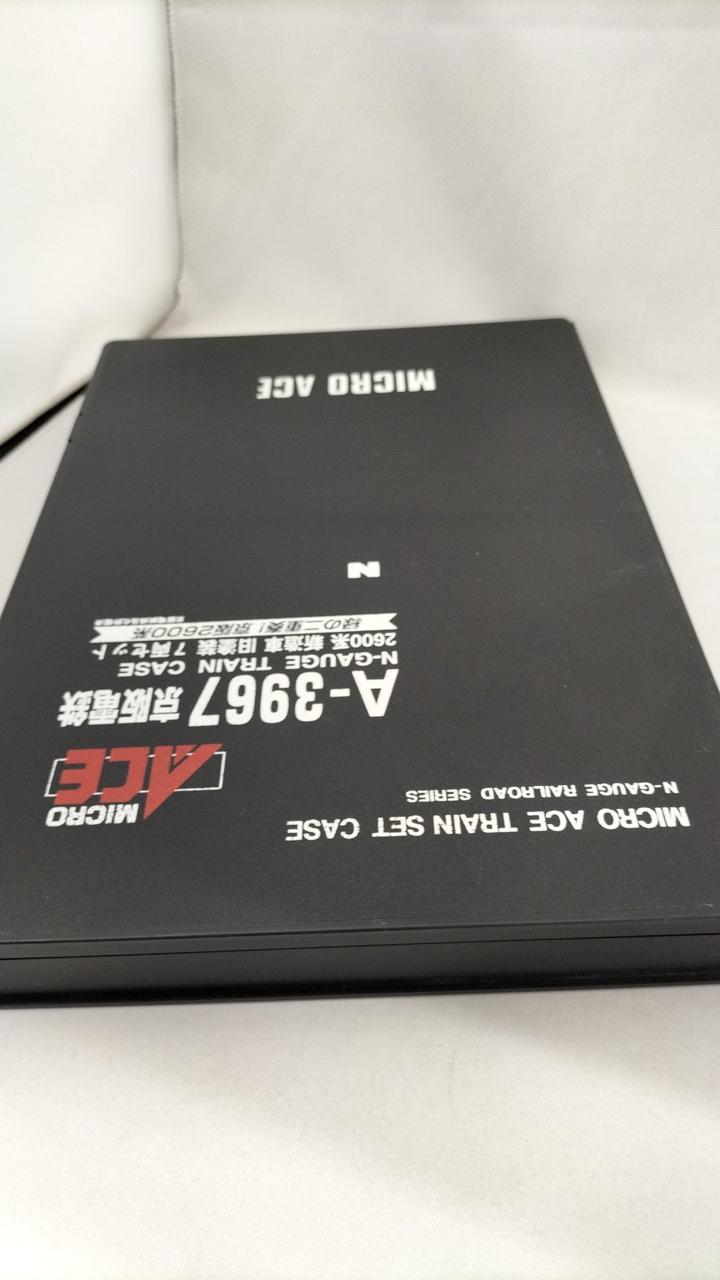 MICRO ACE TRAIN SET CASE
N-GAUGE RAILROAD SERIES
MICRO
ACE
A-3967 京阪電鉄
N-GAUGE TRAIN CASE
2600系 新造車 旧塗装 7両セット
緑の二重奏! 京阪2600系
N
MICRO ACE